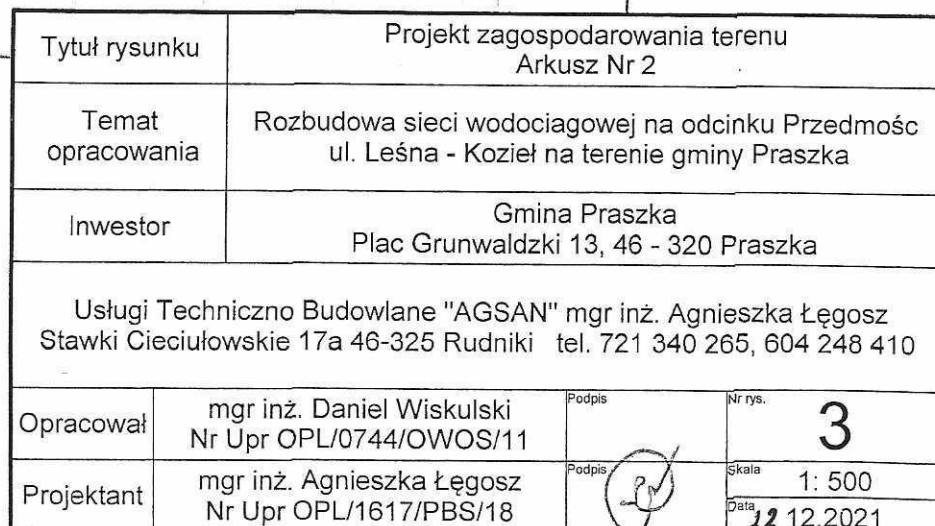 Tytuł rysunku
Projekt zagospodarowania terenu
Arkusz Nr 2
Temat
opracowania
Rozbudowa sieci wodociagowej na odcinku Przedmośc
ul. Leśna - Kozieł na terenie gminy Praszka
Inwestor
Gmina Praszka
Plac Grunwaldzki 13, 46 - 320 Praszka
Usługi Techniczno Budowlane "AGSAN" mgr inż. Agnieszka Łęgosz
Stawki Cieciułowskie 17a 46-325 Rudniki tel. 721 340 265, 604 248 410
Opracował
mgr inż. Daniel Wiskulski
Nr Upr OPL/0744/OWOS/11
Podpis
Nr rys.
3
Projektant
mgr inż. Agnieszka Łęgosz
Nr Upr OPL/1617/PBS/18
Podpis
Skala
1: 500
Data
12 12.2021